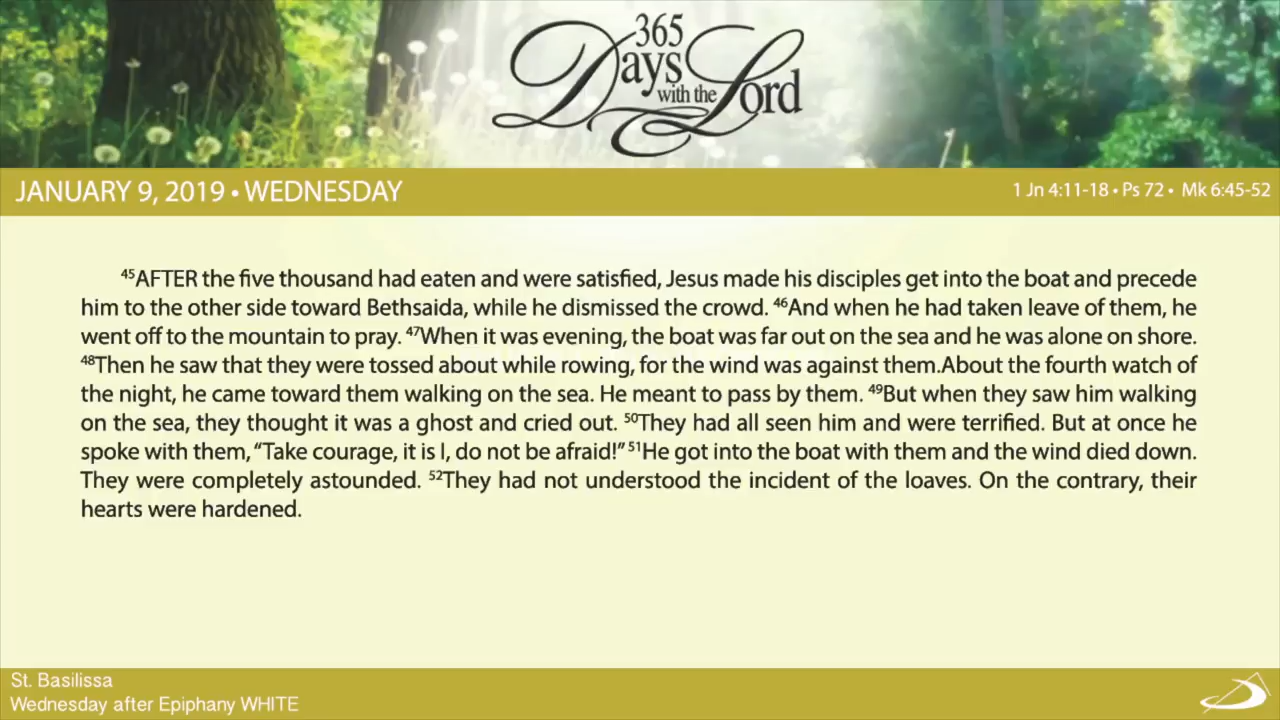 365
Days
with the
Lord
JANUARY 9, 2019 • WEDNESDAY
1 Jn 4:11-18 • Ps 72 • Mk 6:45-52
⁴⁵AFTER the five thousand had eaten and were satisfied, Jesus made his disciples get into the boat and precede
him to the other side toward Bethsaida, while he dismissed the crowd. ⁴⁶And when he had taken leave of them, he
went off to the mountain to pray. ⁴⁷When it was evening, the boat was far out on the sea and he was alone on shore.
⁴⁸Then he saw that they were tossed about while rowing, for the wind was against them.About the fourth watch of
the night, he came toward them walking on the sea. He meant to pass by them. ⁴⁹But when they saw him walking
on the sea, they thought it was a ghost and cried out. ⁵⁰They had all seen him and were terrified. But at once he
spoke with them, “Take courage, it is I, do not be afraid!” ⁵¹He got into the boat with them and the wind died down.
They were completely astounded. ⁵²They had not understood the incident of the loaves. On the contrary, their
hearts were hardened.
St. Basilissa
Wednesday after Epiphany WHITE